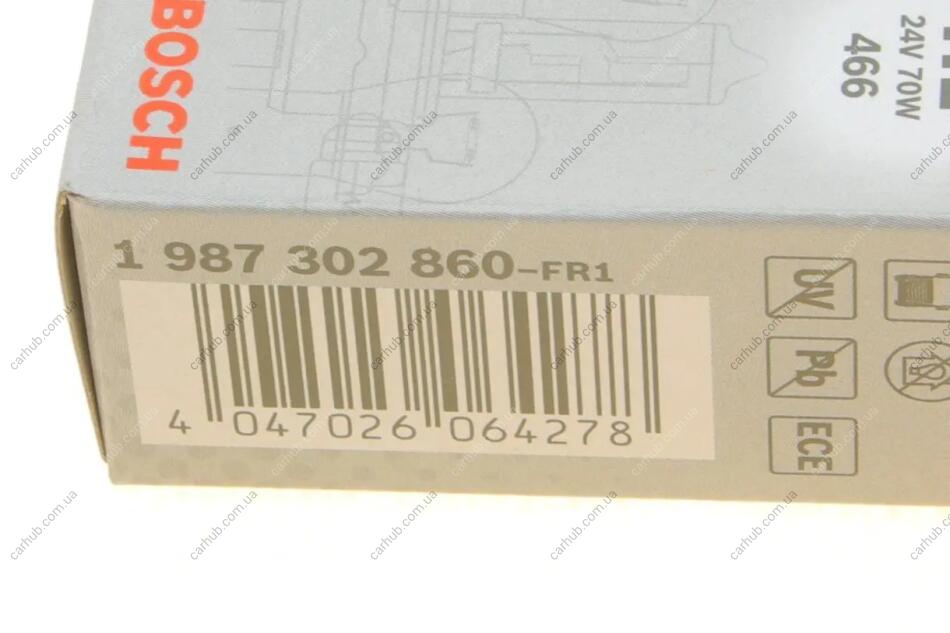 BOSCH
24V 70W
466
1 987 302 860-FR1
4 047026 064278
UV
Pb
ECE
carhub.com.ua